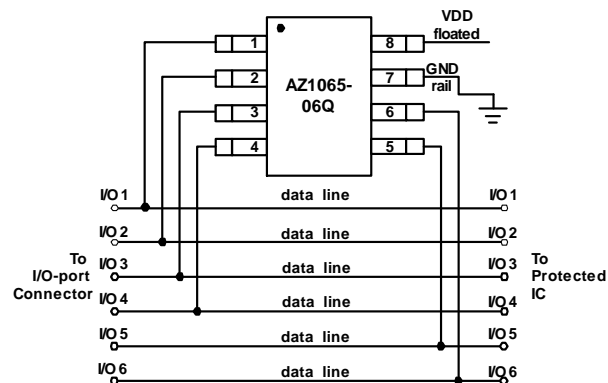 VDD
floated
1
8
2
7
GND
rail
AZ1065-
06Q
3
6
4
5
I/O 1
data line
I/O 1
I/O 2
data line
I/O 2
To
I/O-port
Connector
I/O 3
data line
I/O 3
To
Protected
IC
I/O 4
data line
I/O 4
I/O 5
data line
I/O 5
I/O 6
data line
I/O 6